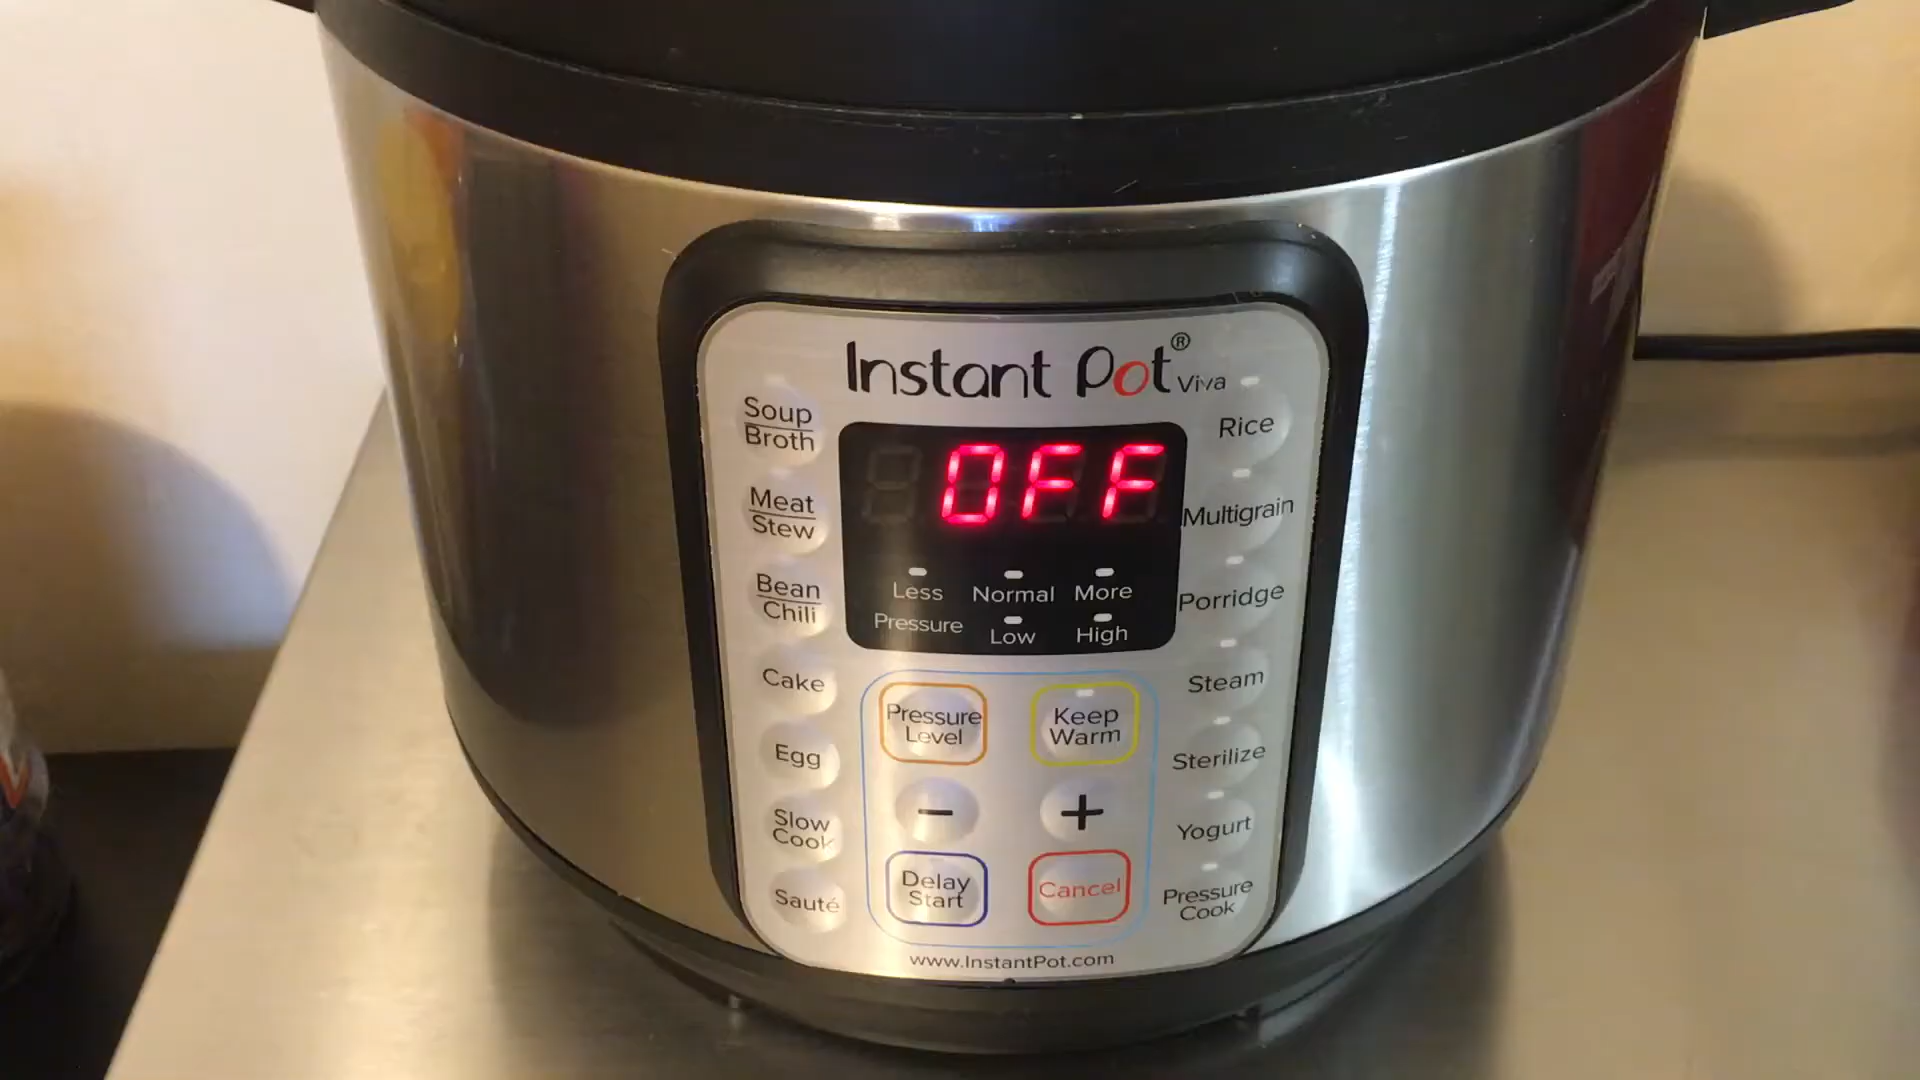 Instant Pot® Viva
Soup
Broth
Meat
Stew
Bean
Chili
Cake
Egg
Slow
Cook
Sauté
OFF
Less Normal More
Pressure Low High
Pressure
Level
Keep
Warm
− +
Delay
Start
Cancel
Rice
Multigrain
Porridge
Steam
Sterilize
Yogurt
Pressure
Cook
www.InstantPot.com